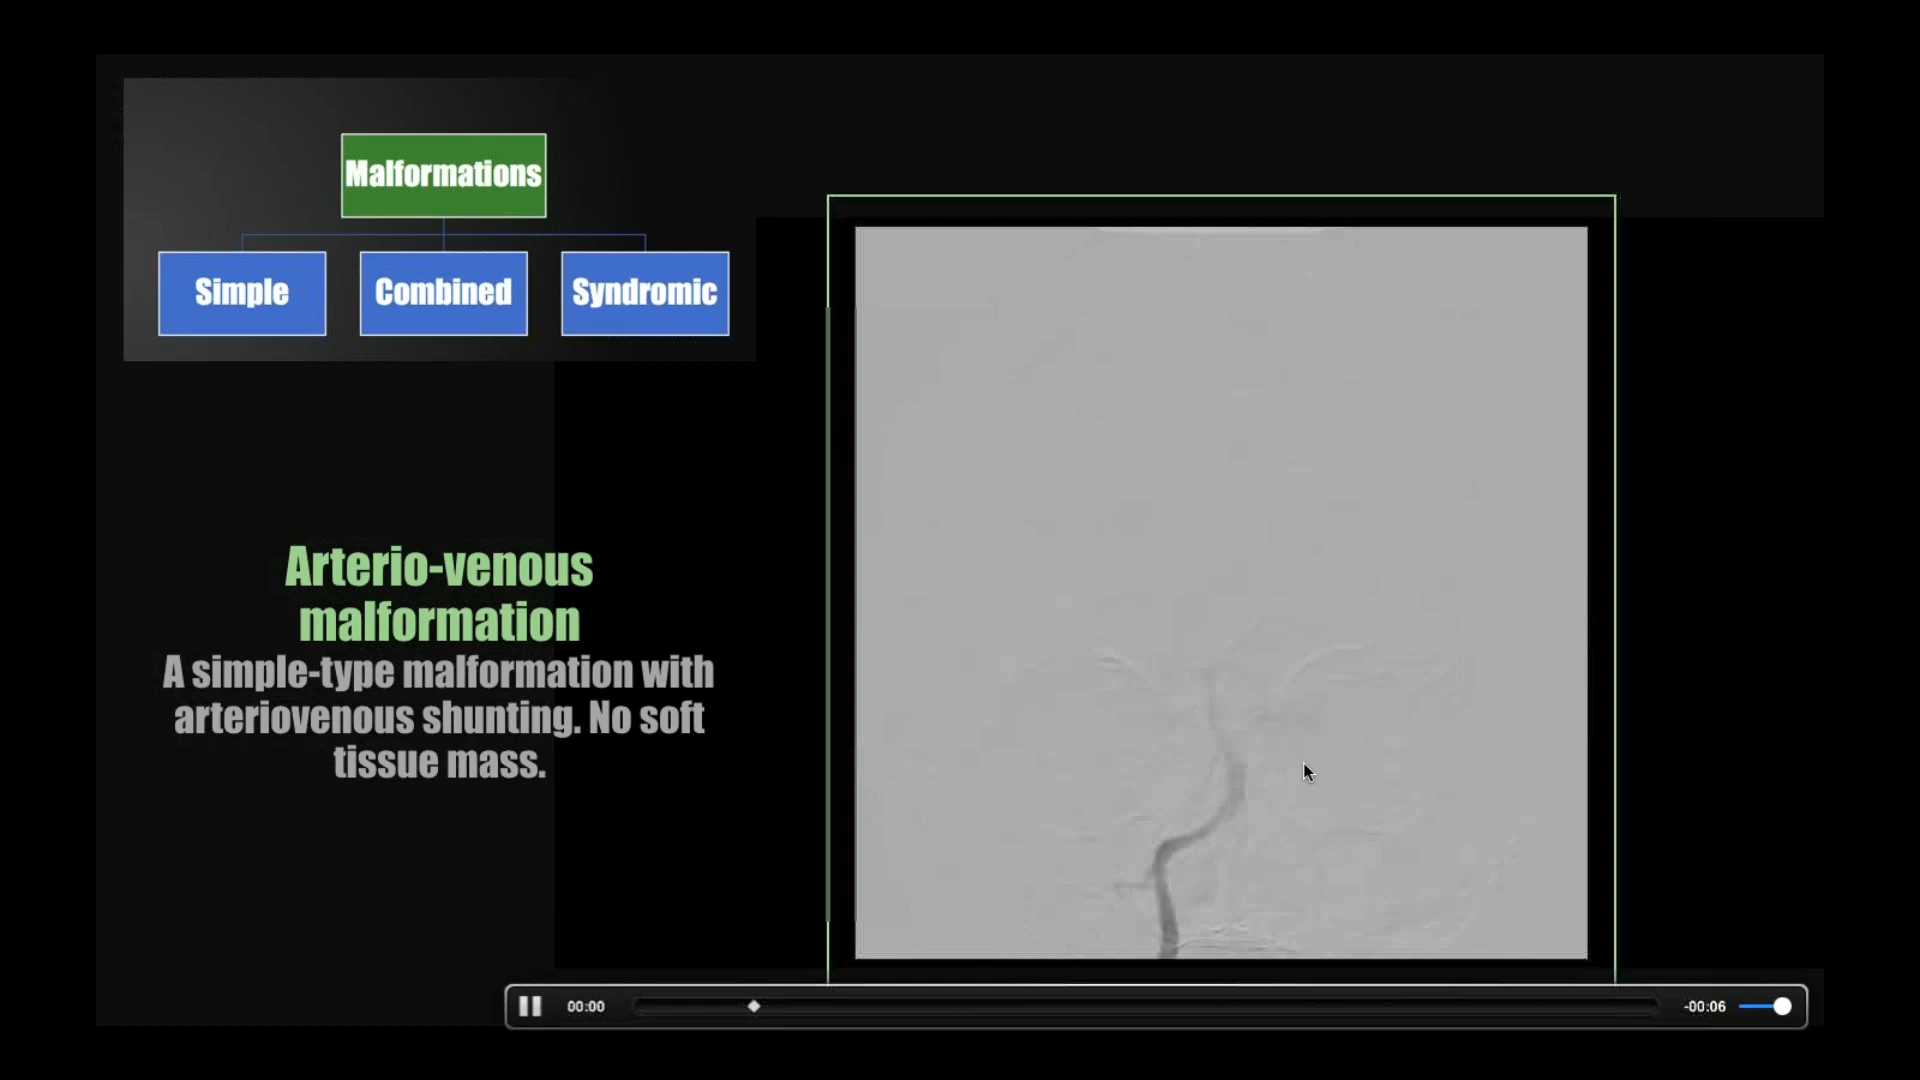 Malformations
Simple
Combined
Syndromic
Arterio-venous
malformation
A simple-type malformation with
arteriovenous shunting. No soft
tissue mass.
00:00
-00:06